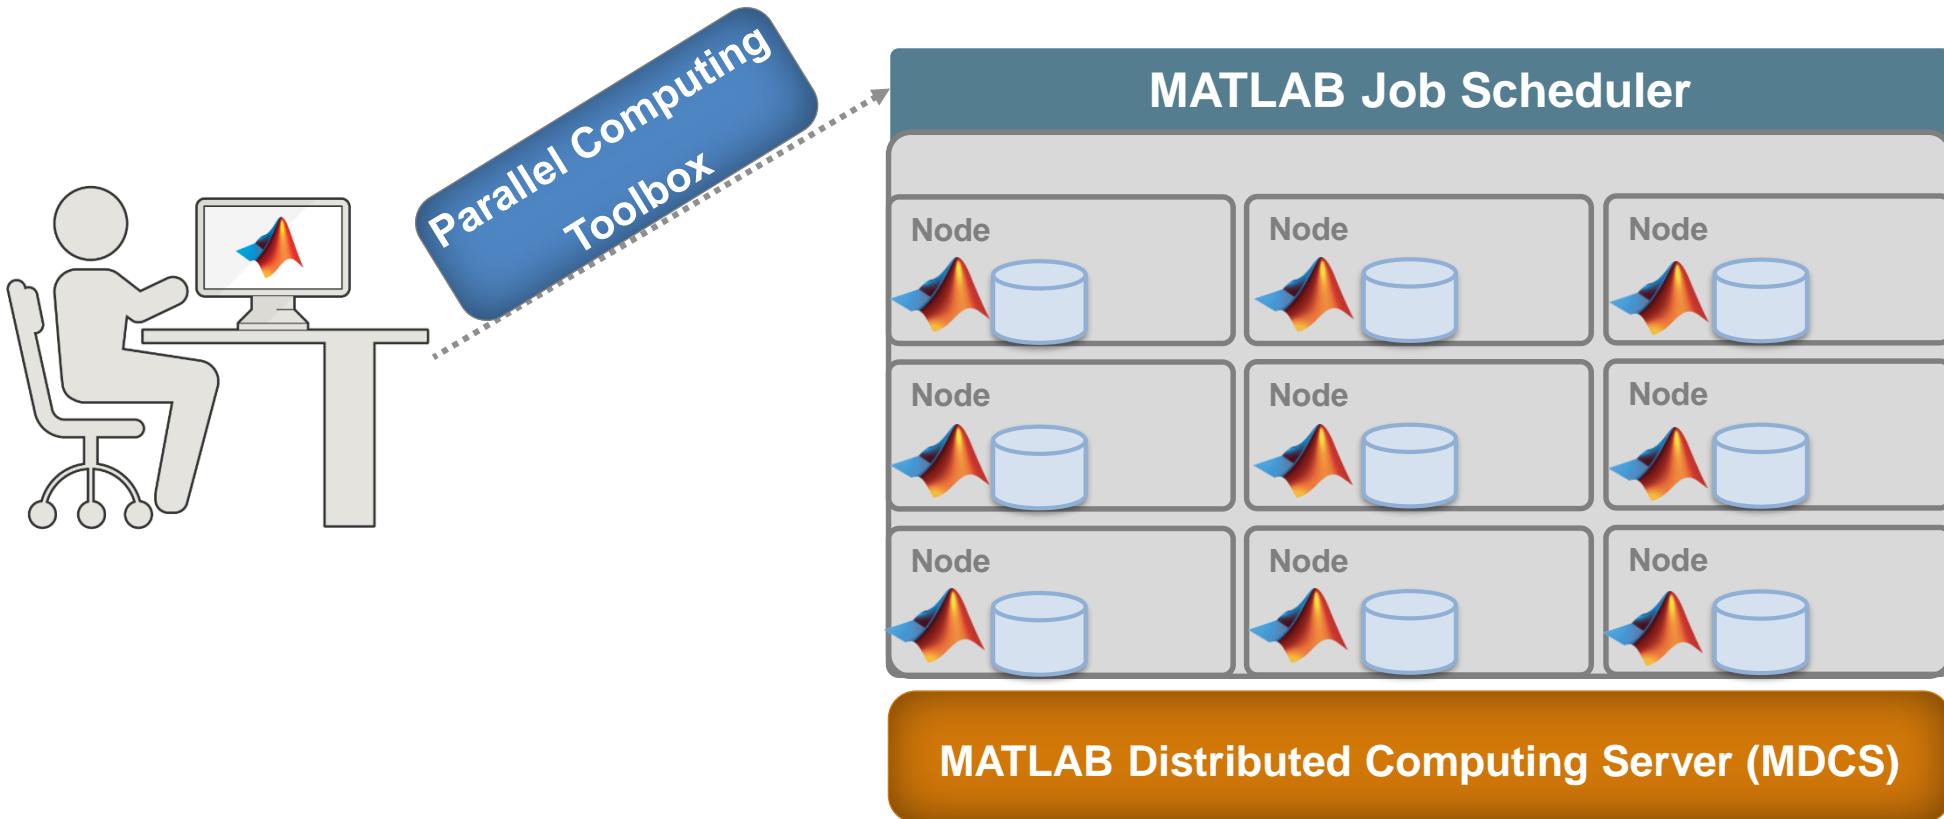 Parallel Computing
Toolbox
MATLAB Job Scheduler
Node
Node
Node
Node
Node
Node
Node
Node
Node
MATLAB Distributed Computing Server (MDCS)